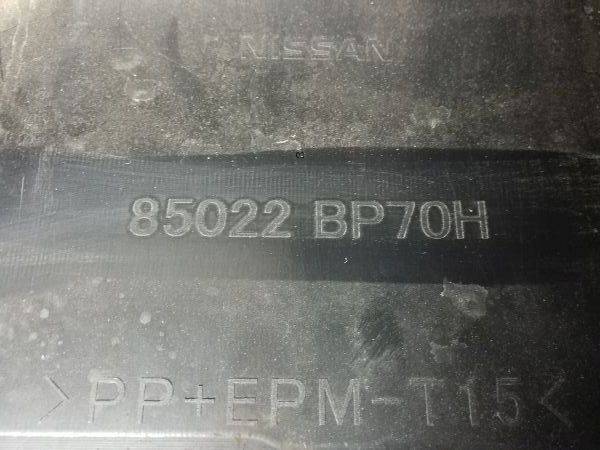 NISSAN
85022 BP70H
>PP+EPM-T15<